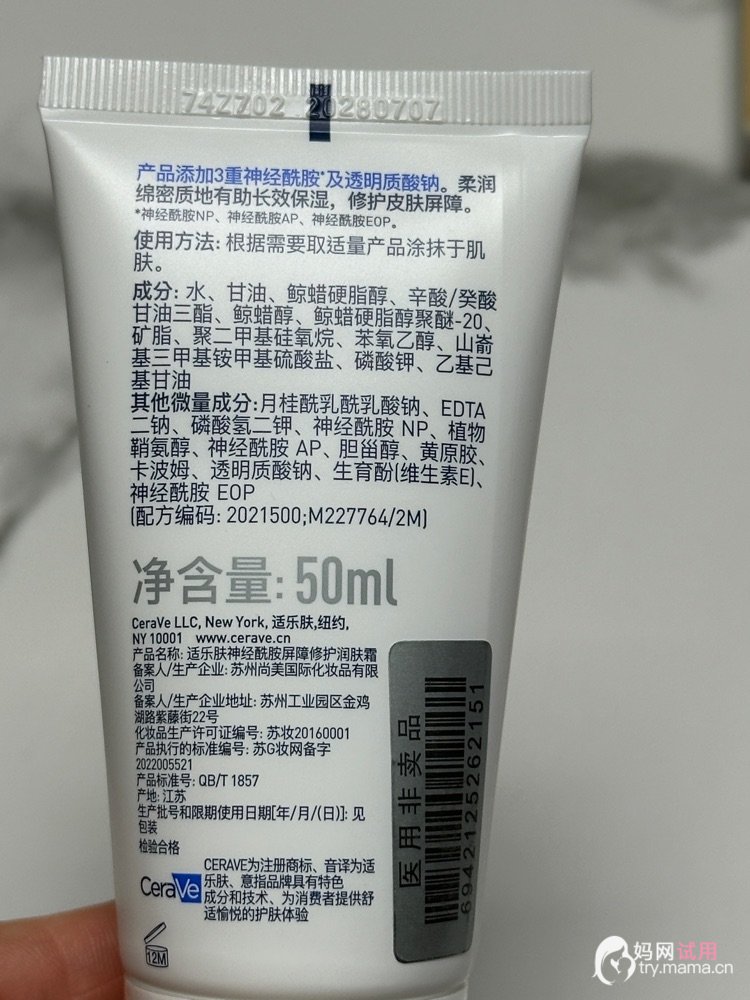 74Z702 20280707
产品添加3重神经酰胺*及透明质酸钠。柔润
绵密质地有助长效保湿，修护皮肤屏障。
*神经酰胺NP、神经酰胺AP、神经酰胺EOP。
使用方法: 根据需要取适量产品涂抹于肌
肤。
成分: 水、甘油、鲸蜡硬脂醇、辛酸/癸酸
甘油三酯、鲸蜡醇、鲸蜡硬脂醇聚醚-20、
矿脂、聚二甲基硅氧烷、苯氧乙醇、山嵛
基三甲基铵甲基硫酸盐、磷酸钾、乙基己
基甘油
其他微量成分:月桂酰乳酰乳酸钠、EDTA
二钠、磷酸氢二钾、神经酰胺 NP、植物
鞘氨醇、神经酰胺 AP、胆甾醇、黄原胶、
卡波姆、透明质酸钠、生育酚(维生素E)、
神经酰胺 EOP
(配方编码: 2021500;M227764/2M)
净含量: 50ml
CeraVe LLC, New York, 适乐肤,纽约,
NY 10001 www.cerave.cn
产品名称: 适乐肤神经酰胺屏障修护润肤霜
备案人/生产企业: 苏州尚美国际化妆品有限
公司
备案人/生产企业地址: 苏州工业园区金鸡
湖路紫藤街22号
化妆品生产许可证编号: 苏妆20160001
产品执行的标准编号: 苏G妆网备字
2022005521
产品标准号: QB/T 1857
产地: 江苏
生产批号和限期使用日期[年/月/(日)]: 见
包装
检验合格
CeraVe
CERAVE为注册商标、音译为适
乐肤、意指品牌具有特色
成分和技术、为消费者提供舒
适愉悦的护肤体验
12M
医用非卖品
6942125262151
妈网试用
try.mama.cn